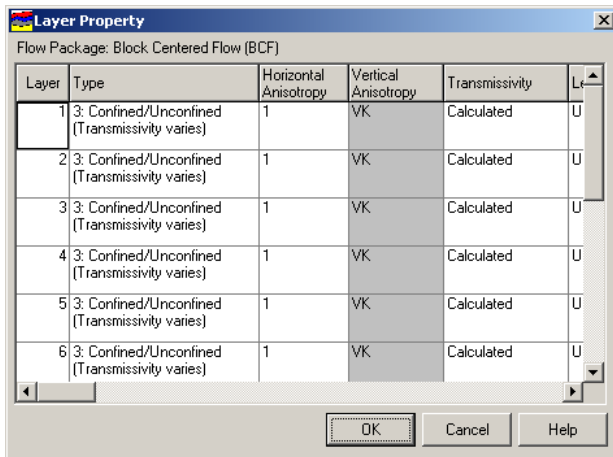 Layer Property
Flow Package: Block Centered Flow (BCF)
Layer Type Horizontal Anisotropy Vertical Anisotropy Transmissivity Le
1 3: Confined/Unconfined (Transmissivity varies) 1 VK Calculated U
2 3: Confined/Unconfined (Transmissivity varies) 1 VK Calculated U
3 3: Confined/Unconfined (Transmissivity varies) 1 VK Calculated U
4 3: Confined/Unconfined (Transmissivity varies) 1 VK Calculated U
5 3: Confined/Unconfined (Transmissivity varies) 1 VK Calculated U
6 3: Confined/Unconfined (Transmissivity varies) 1 VK Calculated U
OK Cancel Help